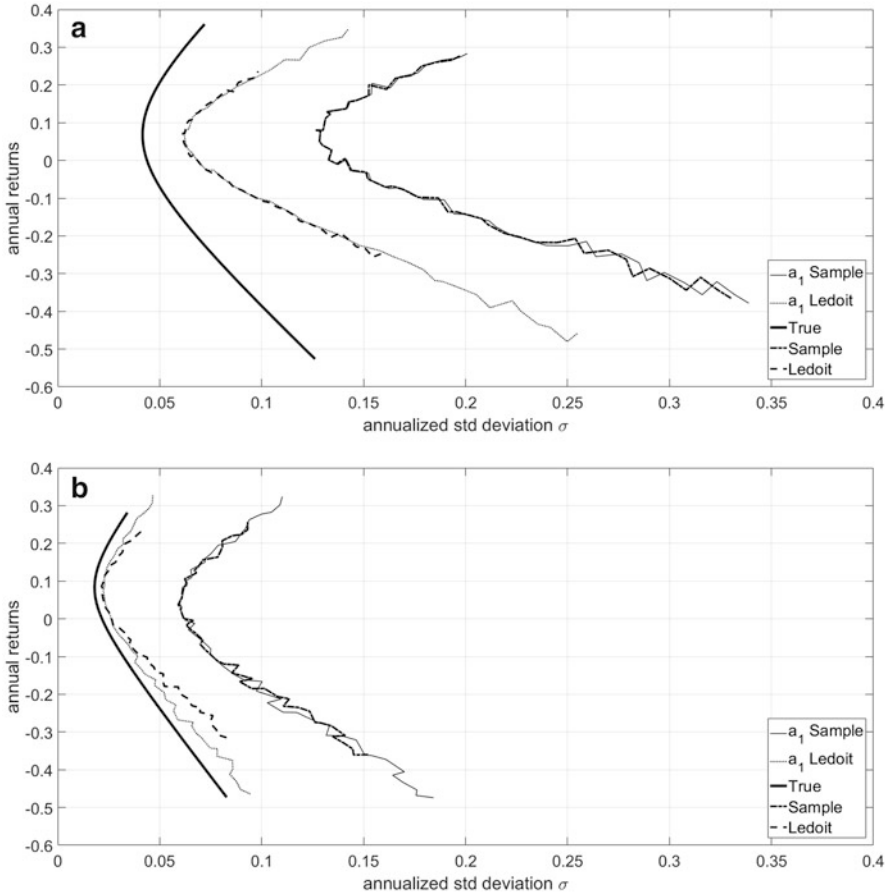 a
0.4
0.3
0.2
0.1
0
-0.1
-0.2
-0.3
-0.4
-0.5
-0.6
annual returns
a1 Sample
a1 Ledoit
True
Sample
Ledoit
0 0.05 0.1 0.15 0.2 0.25 0.3 0.35 0.4
annualized std deviation σ
b
0.4
0.3
0.2
0.1
0
-0.1
-0.2
-0.3
-0.4
-0.5
-0.6
annual returns
a1 Sample
a1 Ledoit
True
Sample
Ledoit
0 0.05 0.1 0.15 0.2 0.25 0.3 0.35 0.4
annualized std deviation σ